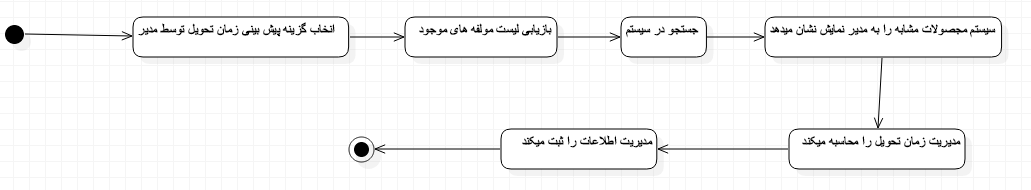 انخاب گزینه پیش بینی زمان تحویل توسط مدیر
بازیابی لیست مولفه های موجود
جستجو در سیستم
سیستم محصولات مشابه را به مدیر نمایش نشان میدهد
مدیریت زمان تحویل را محاسبه میکند
مدیریت اطلاعات را ثبت میکند